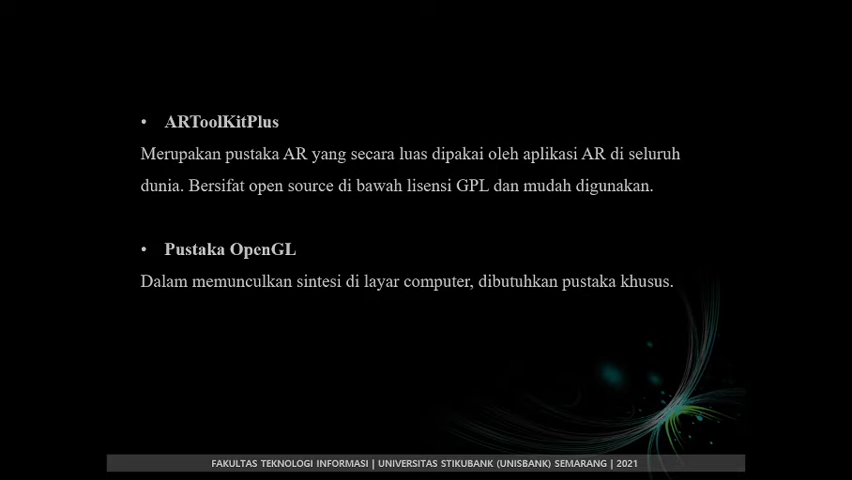 • ARToolKitPlus
Merupakan pustaka AR yang secara luas dipakai oleh aplikasi AR di seluruh
dunia. Bersifat open source di bawah lisensi GPL dan mudah digunakan.
• Pustaka OpenGL
Dalam memunculkan sintesi di layar computer, dibutuhkan pustaka khusus.
FAKULTAS TEKNOLOGI INFORMASI | UNIVERSITAS STIKUBANK (UNISBANK) SEMARANG | 2021